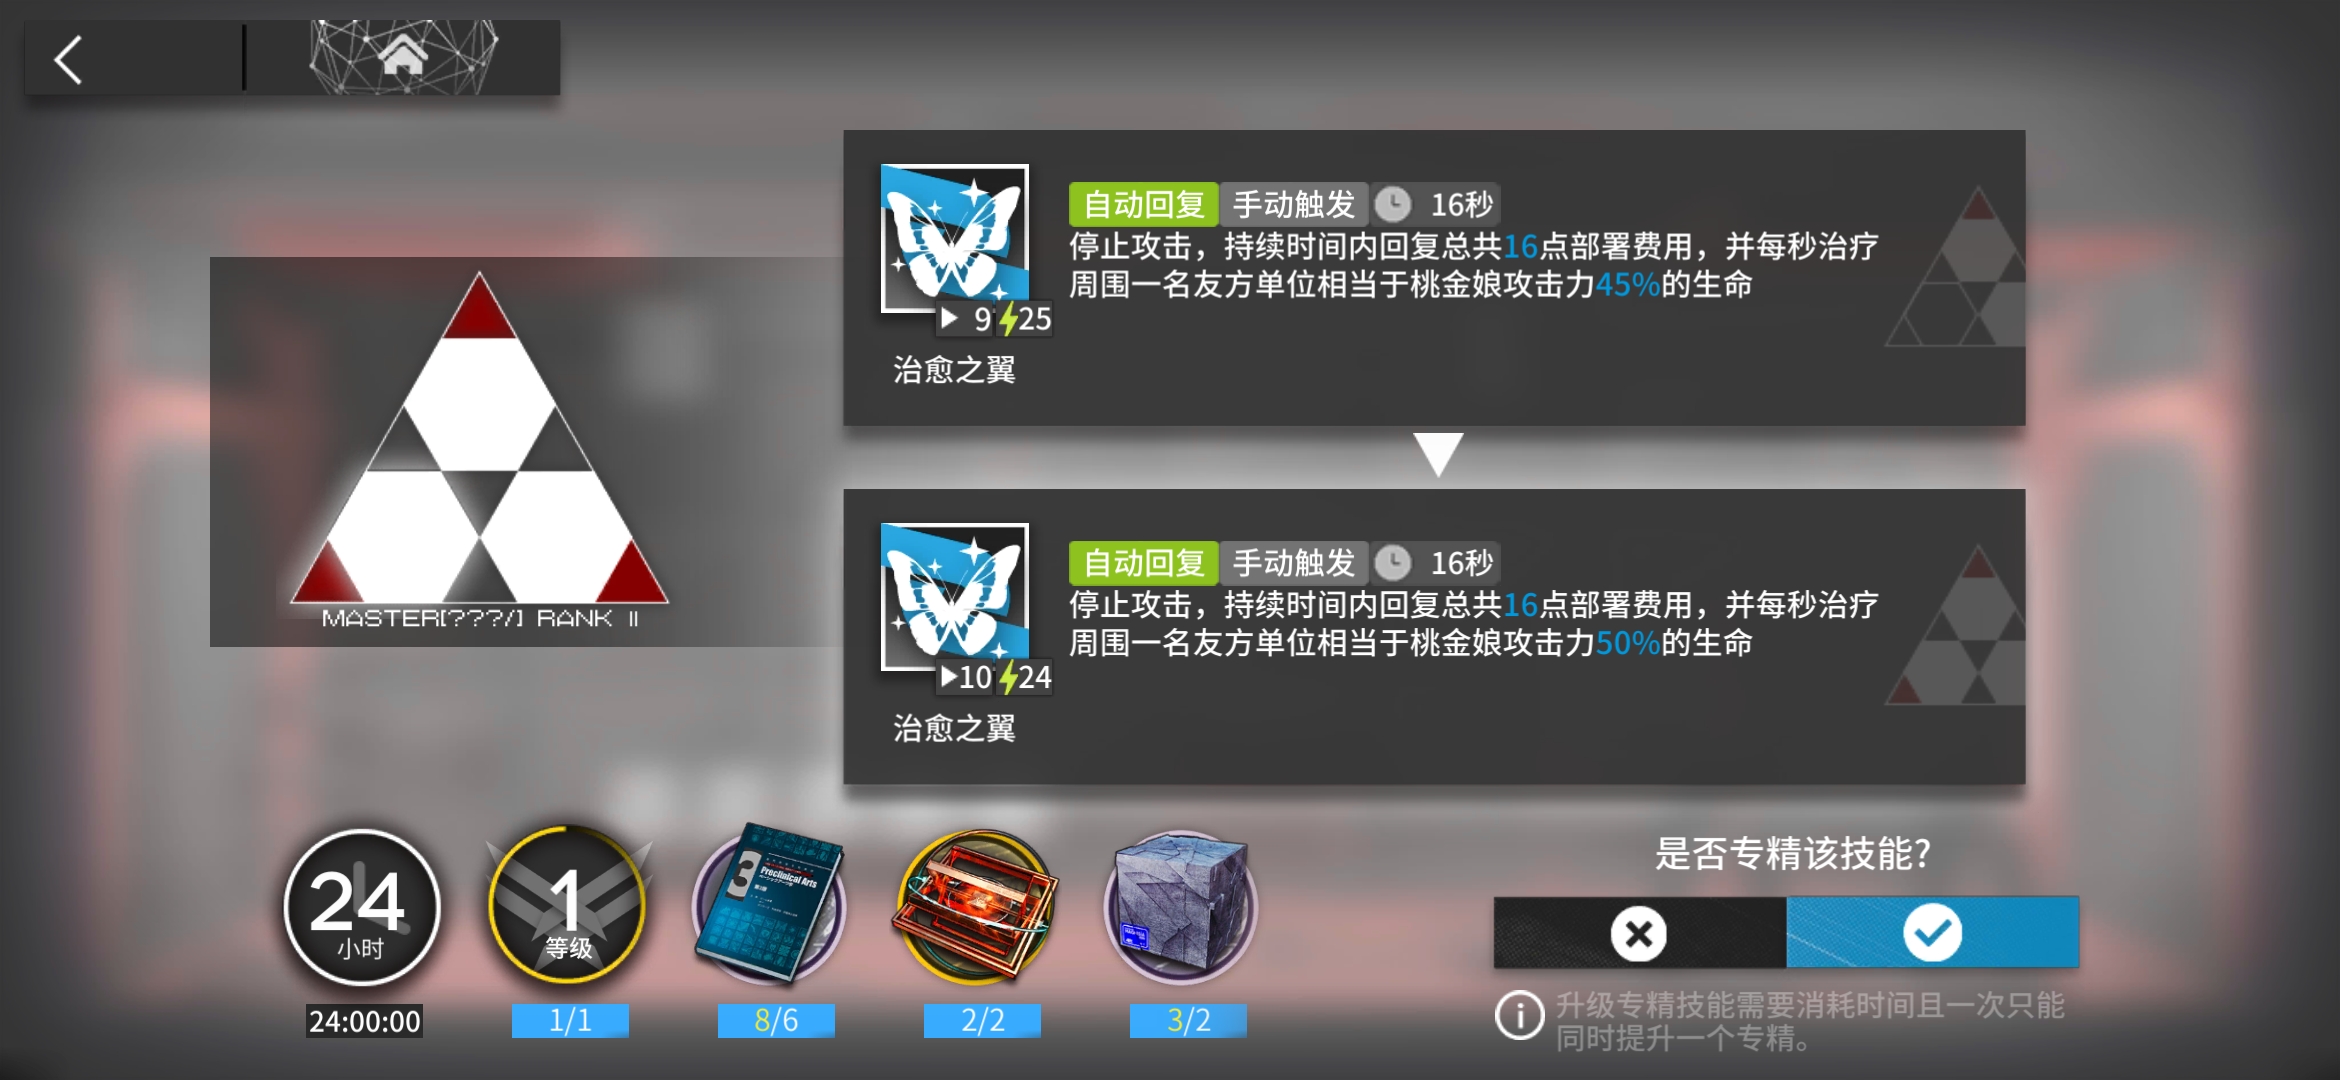 自动回复 手动触发 16秒
停止攻击，持续时间内回复总共16点部署费用，并每秒治疗
周围一名友方单位相当于桃金娘攻击力45%的生命
9 25
治愈之翼
MASTER[???/] RANK II
自动回复 手动触发 16秒
停止攻击，持续时间内回复总共16点部署费用，并每秒治疗
周围一名友方单位相当于桃金娘攻击力50%的生命
10 24
治愈之翼
24
小时
24:00:00
1
等级
1/1
3
Preclinical Arts
8/6
2/2
3/2
是否专精该技能?
升级专精技能需要消耗时间且一次只能
同时提升一个专精。